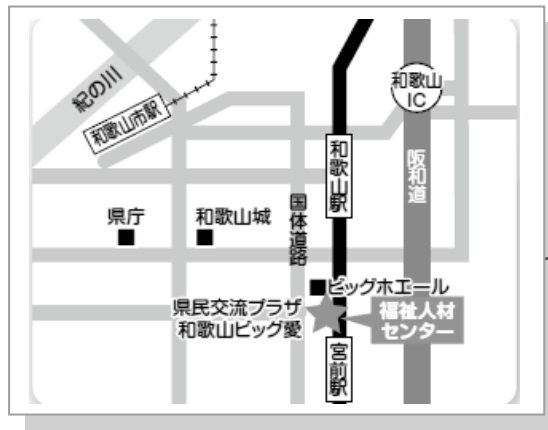 紀の川
和歌山市駅
和歌山
IC
和歌山駅
阪和道
国体道路
県庁
和歌山城
ビッグホエール
県民交流プラザ
和歌山ビッグ愛
福祉人材
センター
宮前駅